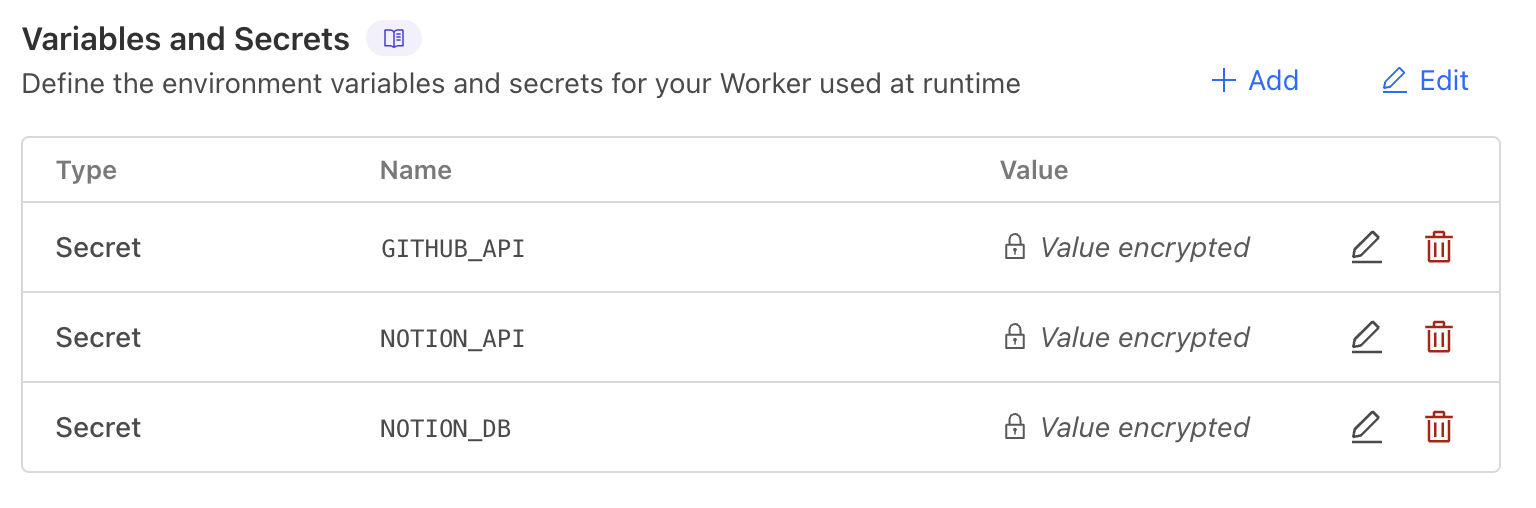 Variables and Secrets
Define the environment variables and secrets for your Worker used at runtime
Add Edit
Type Name Value
Secret GITHUB_API Value encrypted
Secret NOTION_API Value encrypted
Secret NOTION_DB Value encrypted